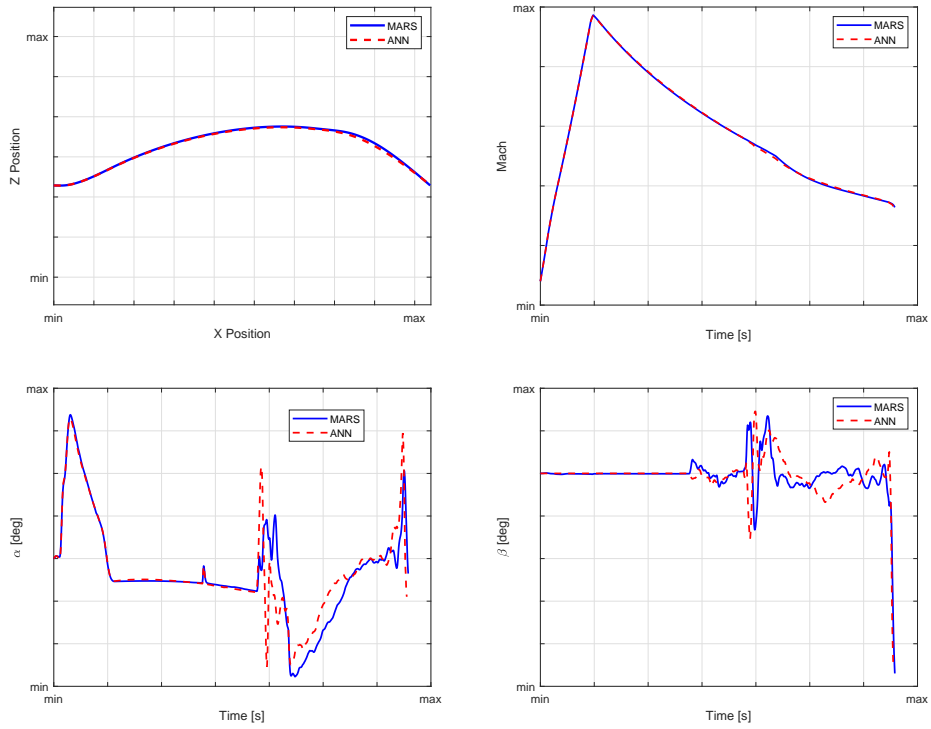 max
Z Position
min
min
max
X Position
MARS
ANN
max
Mach
min
min
max
Time [s]
MARS
ANN
max
α [deg]
min
min
max
Time [s]
MARS
ANN
max
β [deg]
min
min
max
Time [s]
MARS
ANN